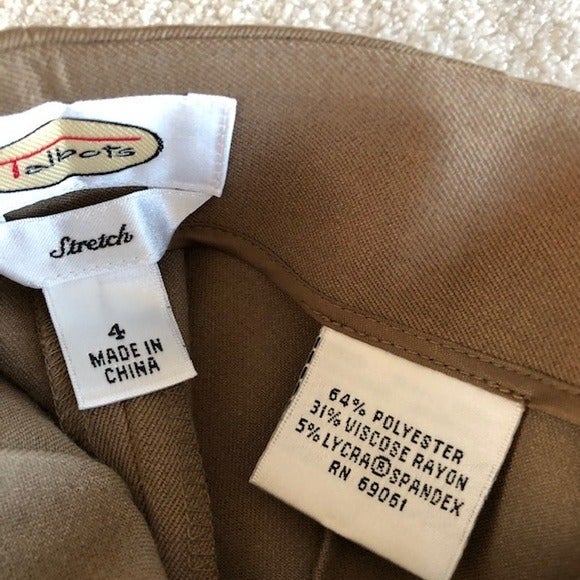 Talbots
Stretch
4
MADE IN
CHINA
64% POLYESTER
31% VISCOSE RAYON
5% LYCRA®SPANDEX
RN 69061